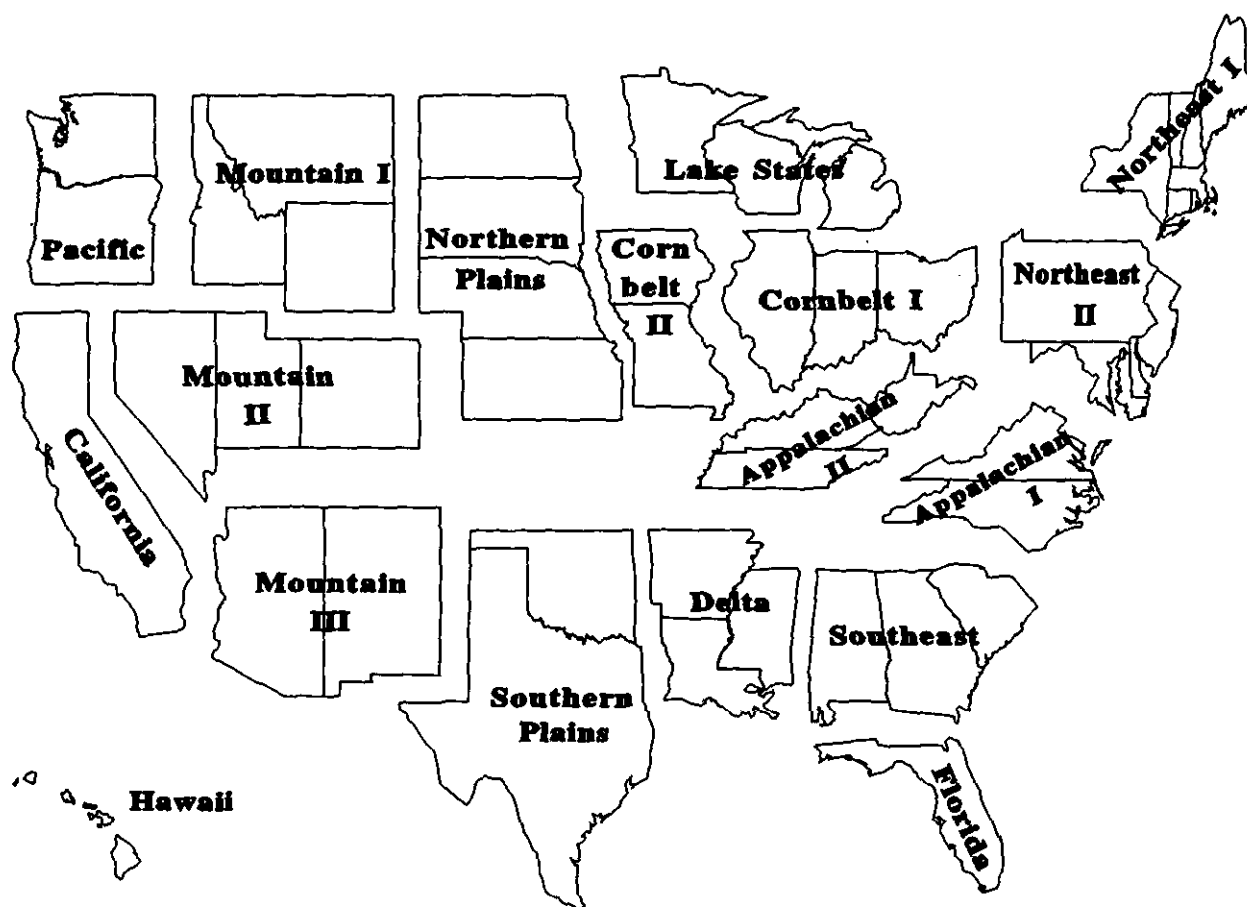 Northeast I
Mountain I
Lake States
Pacific
Northern
Plains
Corn
belt
II
Cornbelt I
Northeast
II
Mountain
II
California
Appalachian
II
Appalachian
I
Mountain
III
Delta
Southeast
Southern
Plains
Hawaii
Florida